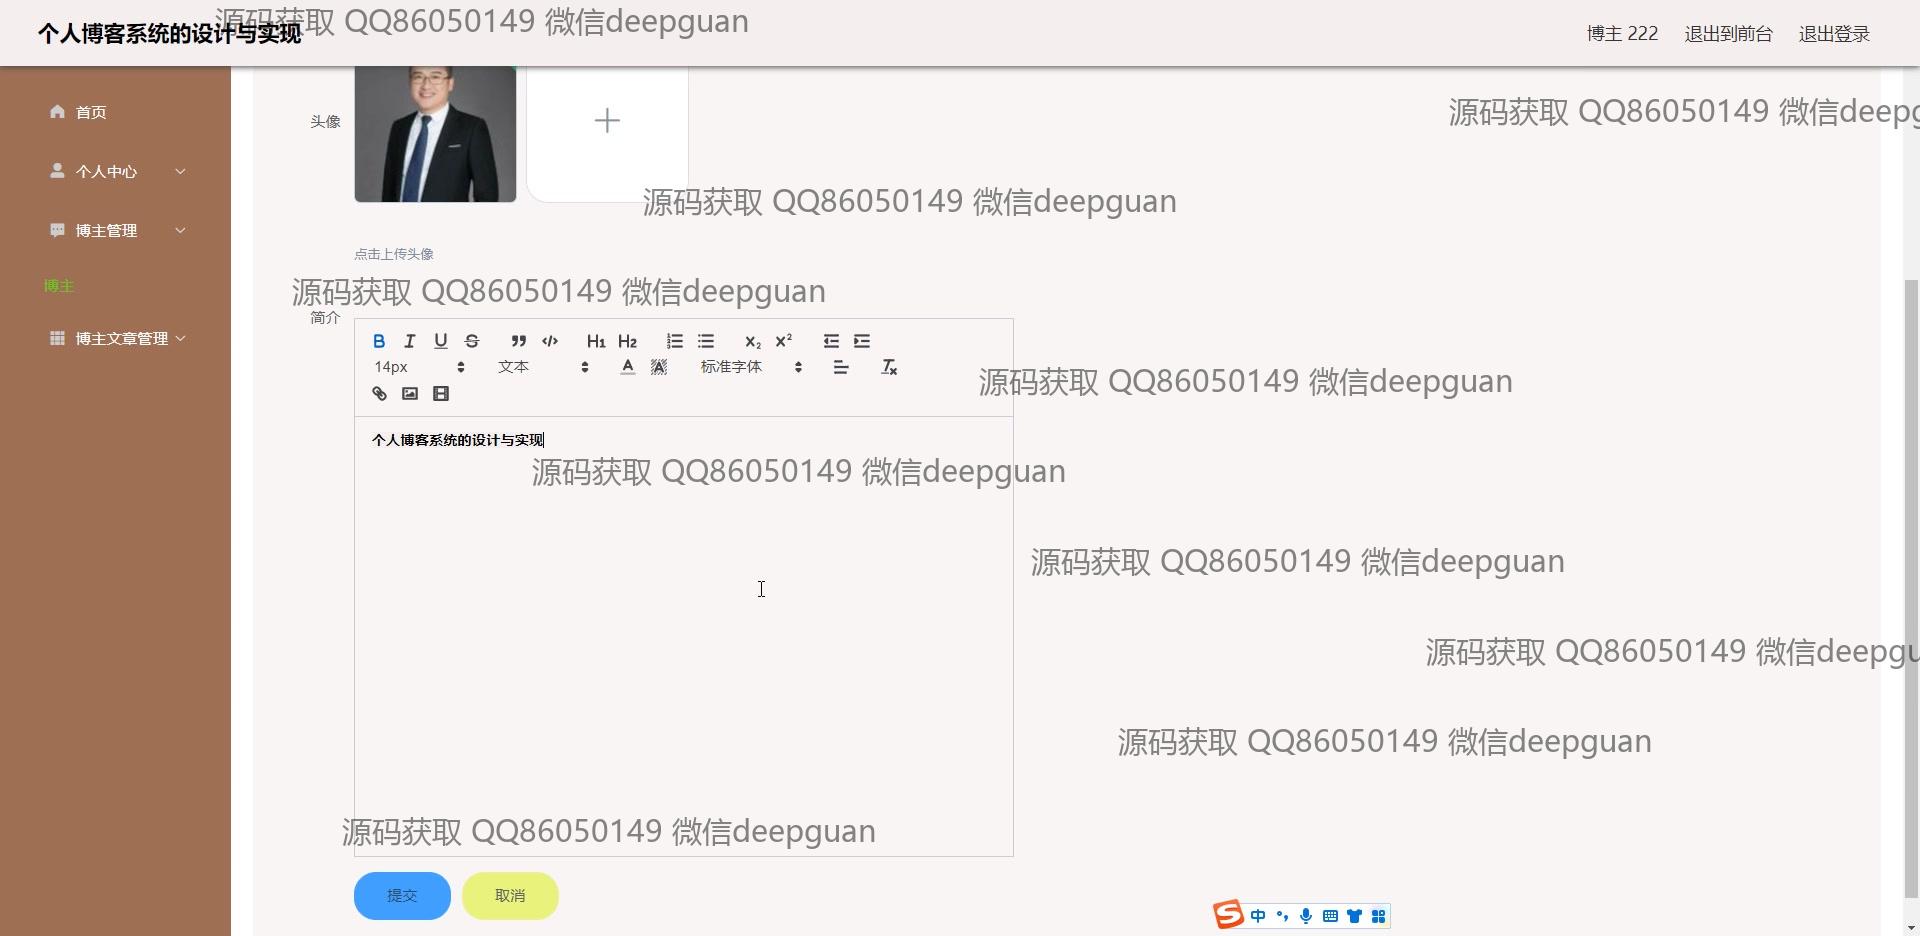 个人博客系统的设计与实现
源码获取 QQ86050149 微信deepguan
博主 222 退出到前台 退出登录
首页
个人中心
博主管理
博主
博主文章管理
头像
源码获取 QQ86050149 微信deepg
源码获取 QQ86050149 微信deepguan
点击上传头像
源码获取 QQ86050149 微信deepguan
简介
B I U S H1 H2 X2 X2
14px 文本 A A 标准字体 Tx
源码获取 QQ86050149 微信deepguan
个人博客系统的设计与实现
源码获取 QQ86050149 微信deepguan
源码获取 QQ86050149 微信deepguan
源码获取 QQ86050149 微信deepgu
源码获取 QQ86050149 微信deepguan
源码获取 QQ86050149 微信deepguan
提交 取消
S 中